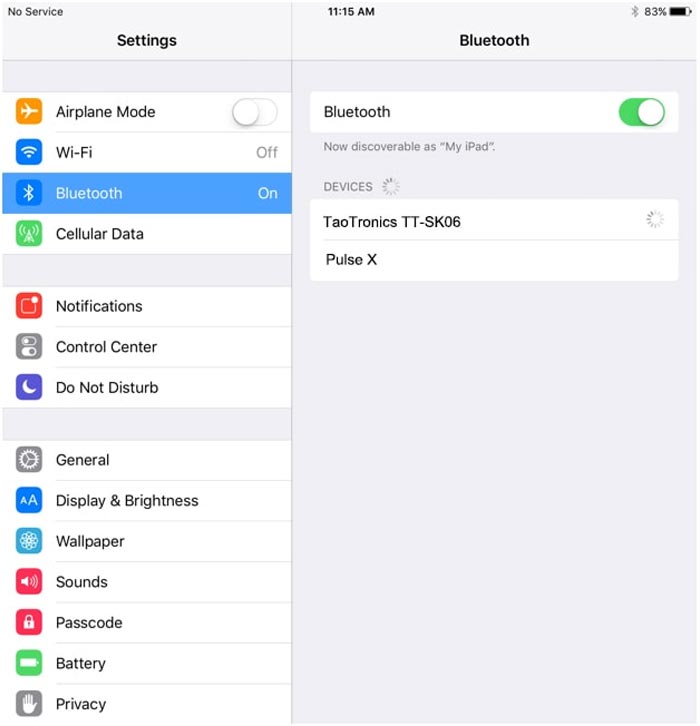 No Service 11:15 AM 83%
Settings
Bluetooth
Airplane Mode
Wi-Fi Off
Bluetooth On
Cellular Data
Notifications
Control Center
Do Not Disturb
General
AA Display & Brightness
Wallpaper
Sounds
Passcode
Battery
Privacy
Bluetooth
Now discoverable as “My iPad”.
DEVICES
TaoTronics TT-SK06
Pulse X